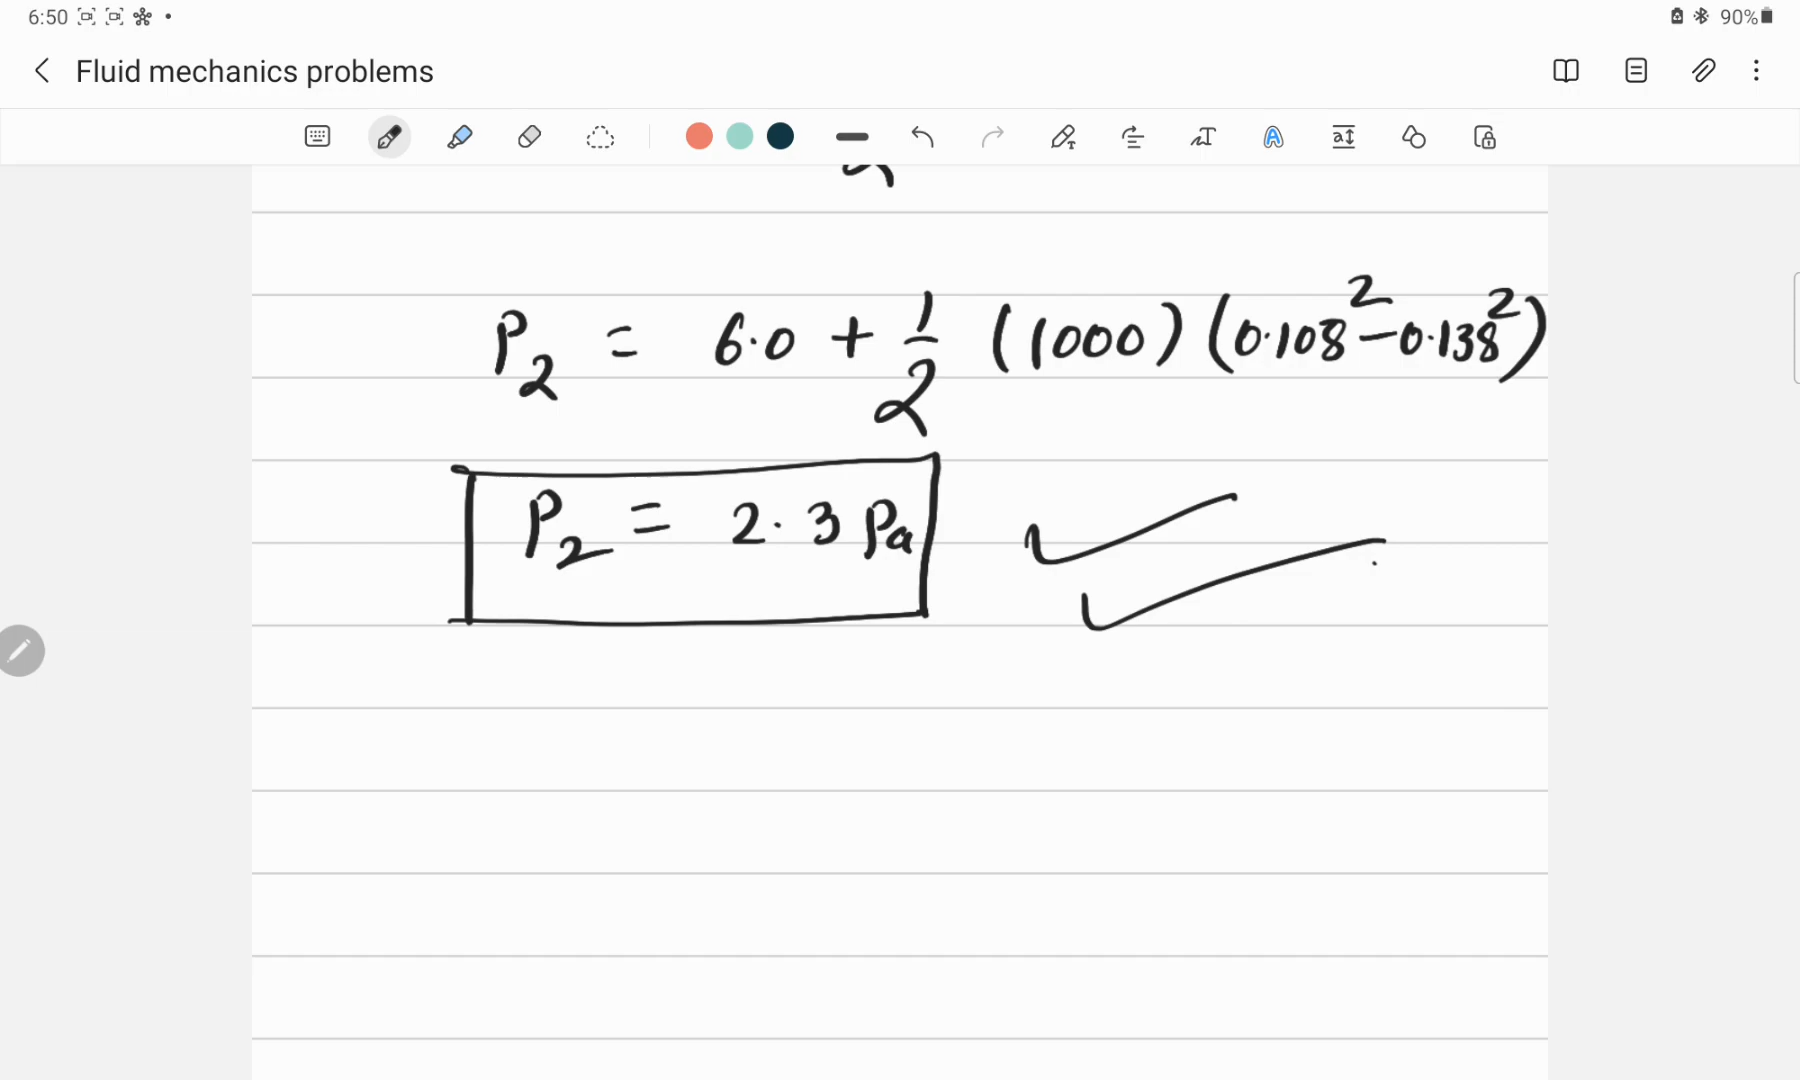 6:50 90%
Fluid mechanics problems
P₂ = 6.0 + 1/2 (1000) (0.108² - 0.138²)
P₂ = 2.3 Pa